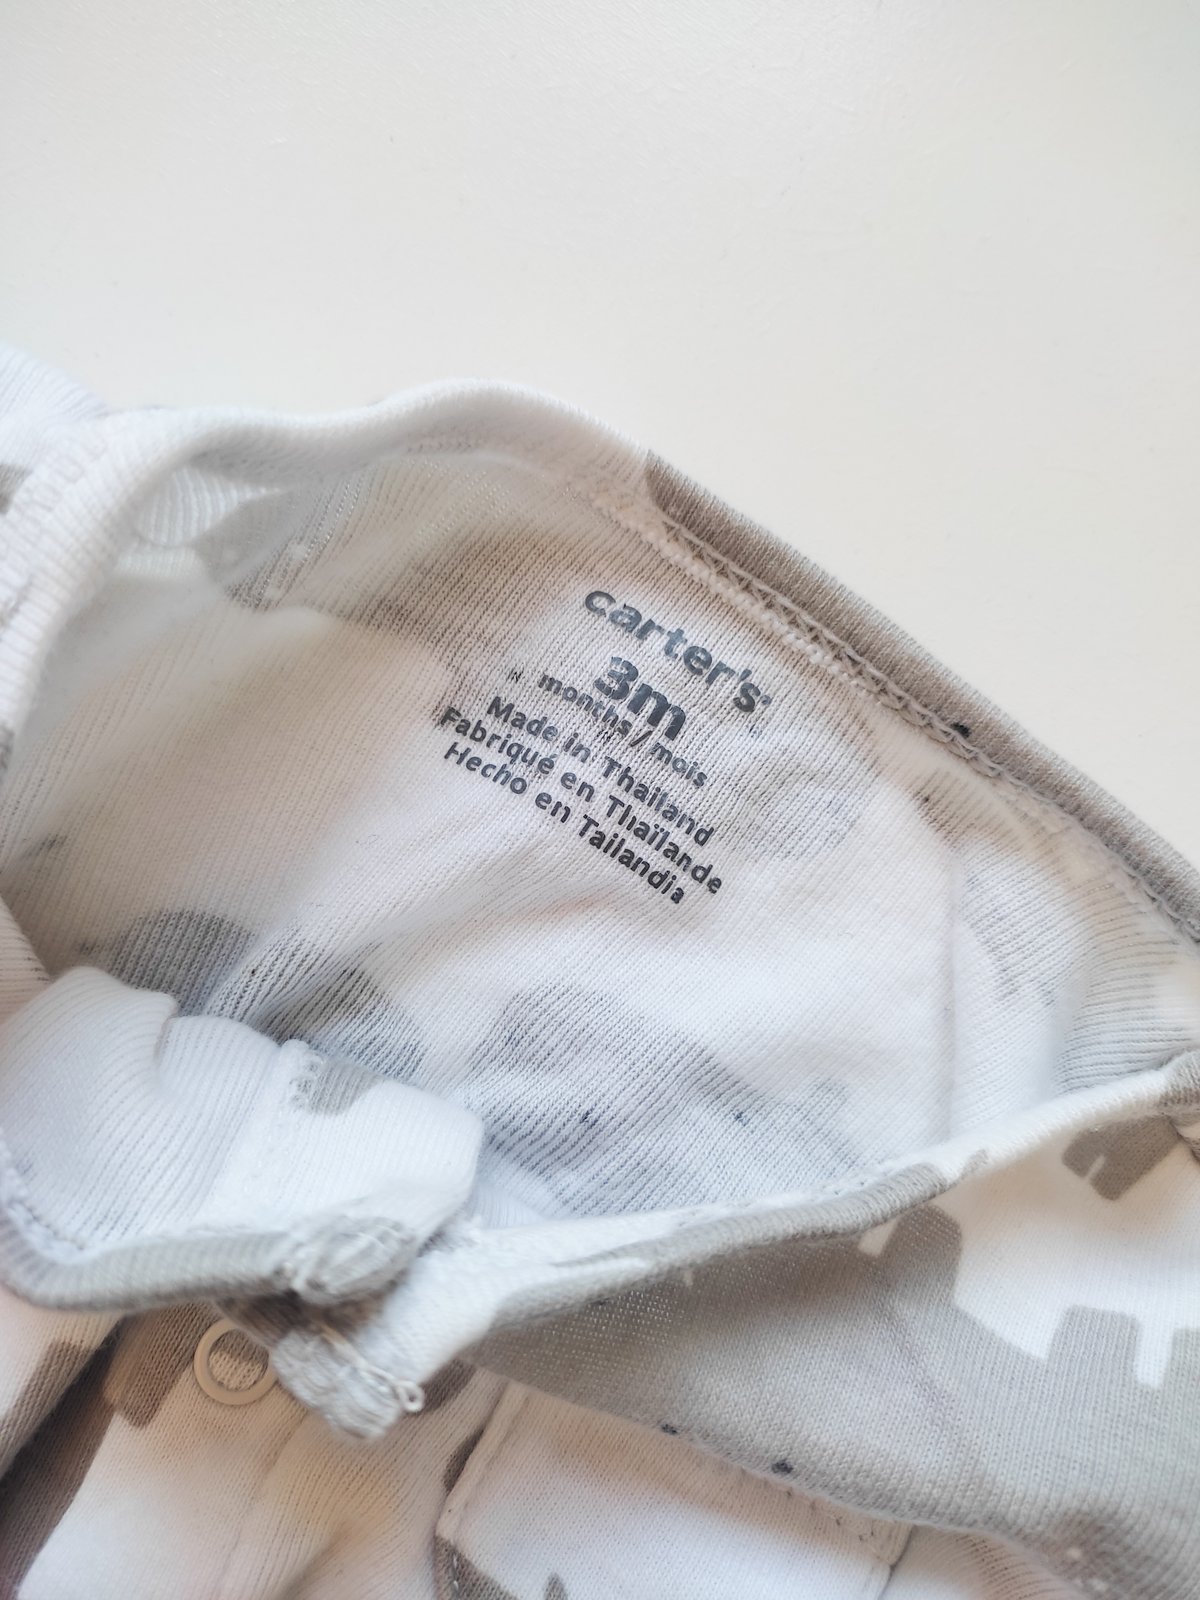 carter's
3m
months / mois
Made in Thailand
Fabriqué en Thaïlande
Hecho en Tailandia